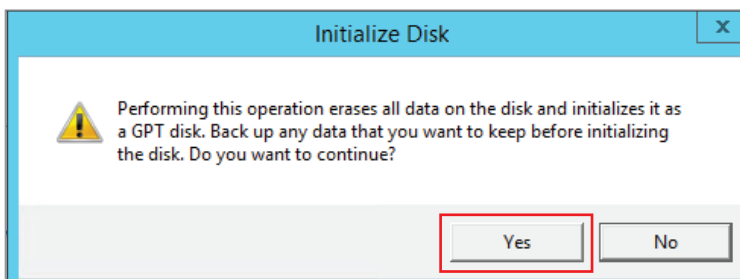 Initialize Disk
x
Performing this operation erases all data on the disk and initializes it as
a GPT disk. Back up any data that you want to keep before initializing
the disk. Do you want to continue?
Yes
No